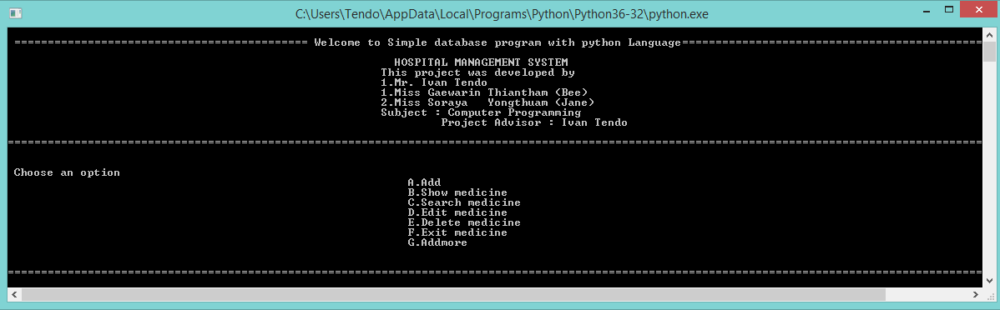 C:\Users\Tendo\AppData\Local\Programs\Python\Python36-32\python.exe
======================================== Welcome to Simple database program with python Language=============================================
HOSPITAL MANAGEMENT SYSTEM
This project was developed by
1.Mr. Ivan Tendo
1.Miss Gaewarin Thiantham (Bee)
2.Miss Soraya   Yongthuam (Jane)
Subject : Computer Programming
Project Advisor : Ivan Tendo
==================================================================================================================================================
Choose an option
A.Add
B.Show medicine
C.Search medicine
D.Edit medicine
E.Delete medicine
F.Exit medicine
G.Addmore
==================================================================================================================================================